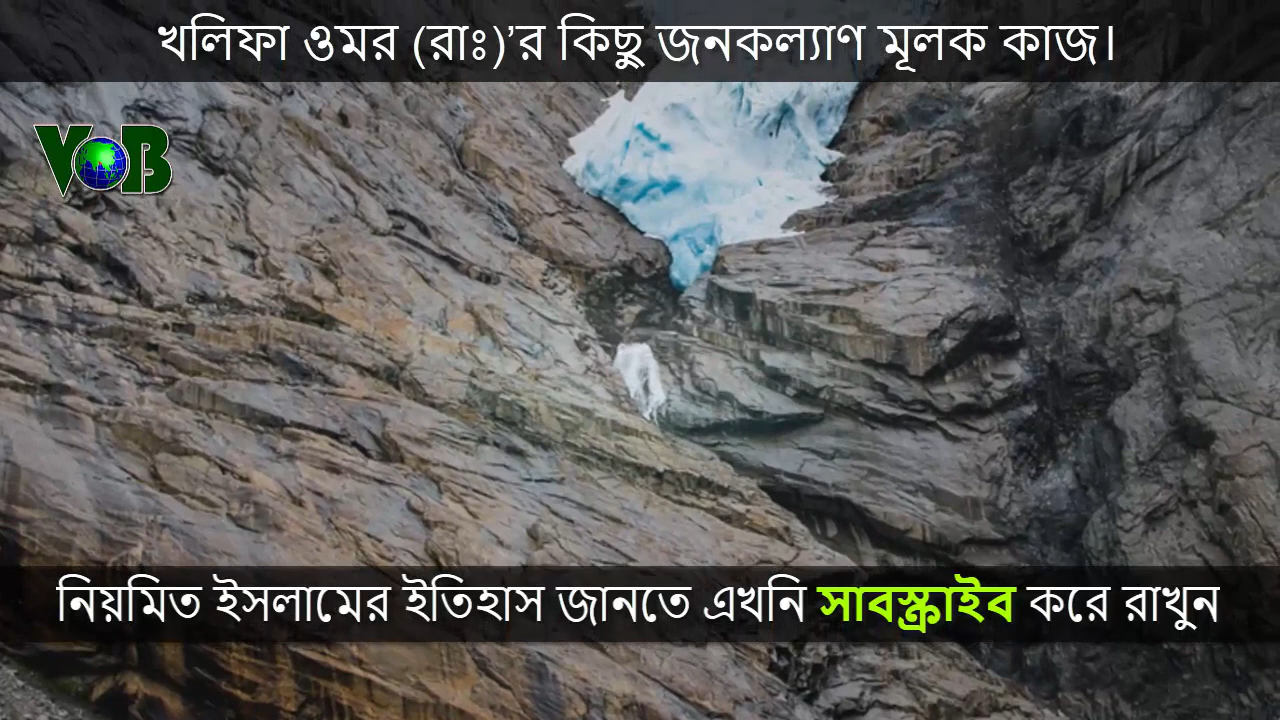 খলিফা ওমর (রাঃ)’র কিছু জনকল্যাণ মূলক কাজ।
VOB
নিয়মিত ইসলামের ইতিহাস জানতে এখনি সাবস্ক্রাইব করে রাখুন